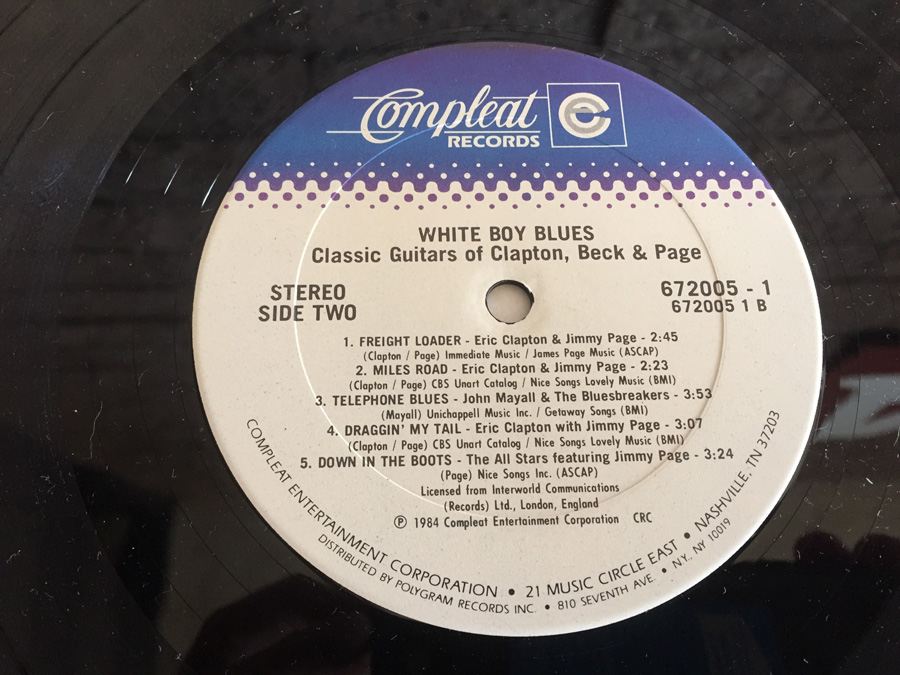 Compleat
RECORDS
WHITE BOY BLUES
Classic Guitars of Clapton, Beck & Page
STEREO
SIDE TWO
672005 - 1
672005 1 B
1. FREIGHT LOADER - Eric Clapton & Jimmy Page - 2:45
(Clapton / Page) Immediate Music / James Page Music (ASCAP)
2. MILES ROAD - Eric Clapton & Jimmy Page - 2:23
(Clapton / Page) CBS Unart Catalog / Nice Songs Lovely Music (BMI)
3. TELEPHONE BLUES - John Mayall & The Bluesbreakers - 3:53
(Mayall) Unichappell Music Inc. / Getaway Songs (BMI)
4. DRAGGIN' MY TAIL - Eric Clapton with Jimmy Page - 3:07
(Clapton / Page) CBS Unart Catalog / Nice Songs Lovely Music (BMI)
5. DOWN IN THE BOOTS - The All Stars featuring Jimmy Page - 3:24
(Page) Nice Songs Inc. (ASCAP)
Licensed from Interworld Communications
(Records) Ltd., London, England
℗ 1984 Compleat Entertainment Corporation CRC
COMPLEAT ENTERTAINMENT CORPORATION • 21 MUSIC CIRCLE EAST • NASHVILLE, TN 37203
DISTRIBUTED BY POLYGRAM RECORDS INC. • 810 SEVENTH AVE. • N.Y., NY 10019